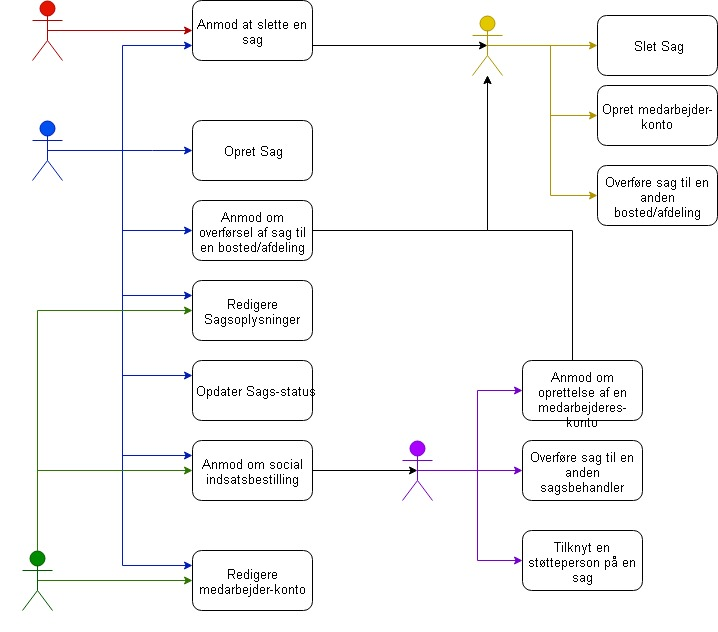 Anmod at slette en
sag
Slet Sag
Opret medarbejder-
konto
Opret Sag
Overføre sag til en
anden
bosted/afdeling
Anmod om
overførsel af sag til
en bosted/afdeling
Redigere
Sagsoplysninger
Opdater Sags-status
Anmod om
oprettelse af en
medarbejderes-
konto
Anmod om social
indsatsbestilling
Overføre sag til en
anden
sagsbehandler
Tilknyt en
støtteperson på en
sag
Redigere
medarbejder-konto